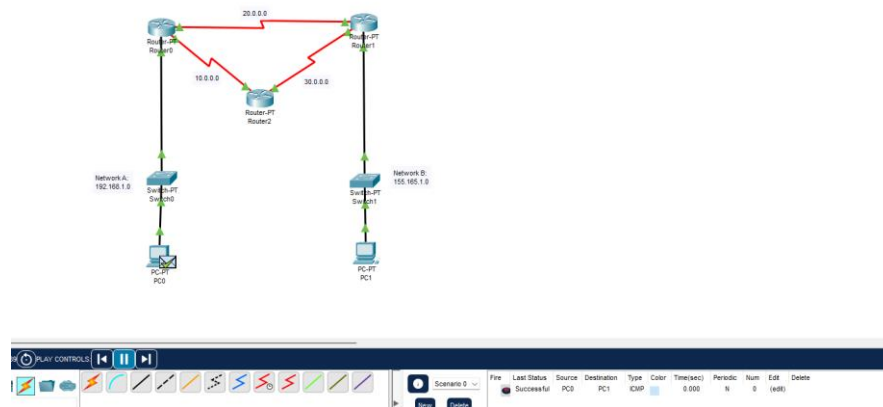 20.0.0.0
Router-PT
Router0
Router-PT
Router1
10.0.0.0
30.0.0.0
Router-PT
Router2
Network A:
192.168.1.0
Switch-PT
Switch0
Network B:
155.165.1.0
Switch-PT
Switch1
PC-PT
PC0
PC-PT
PC1
PLAY CONTROLS
Scenario 0
New Delete
Fire Last Status Source Destination Type Color Time(sec) Periodic Num Edit Delete
Successful PC0 PC1 ICMP 0.000 N 0 (edit)